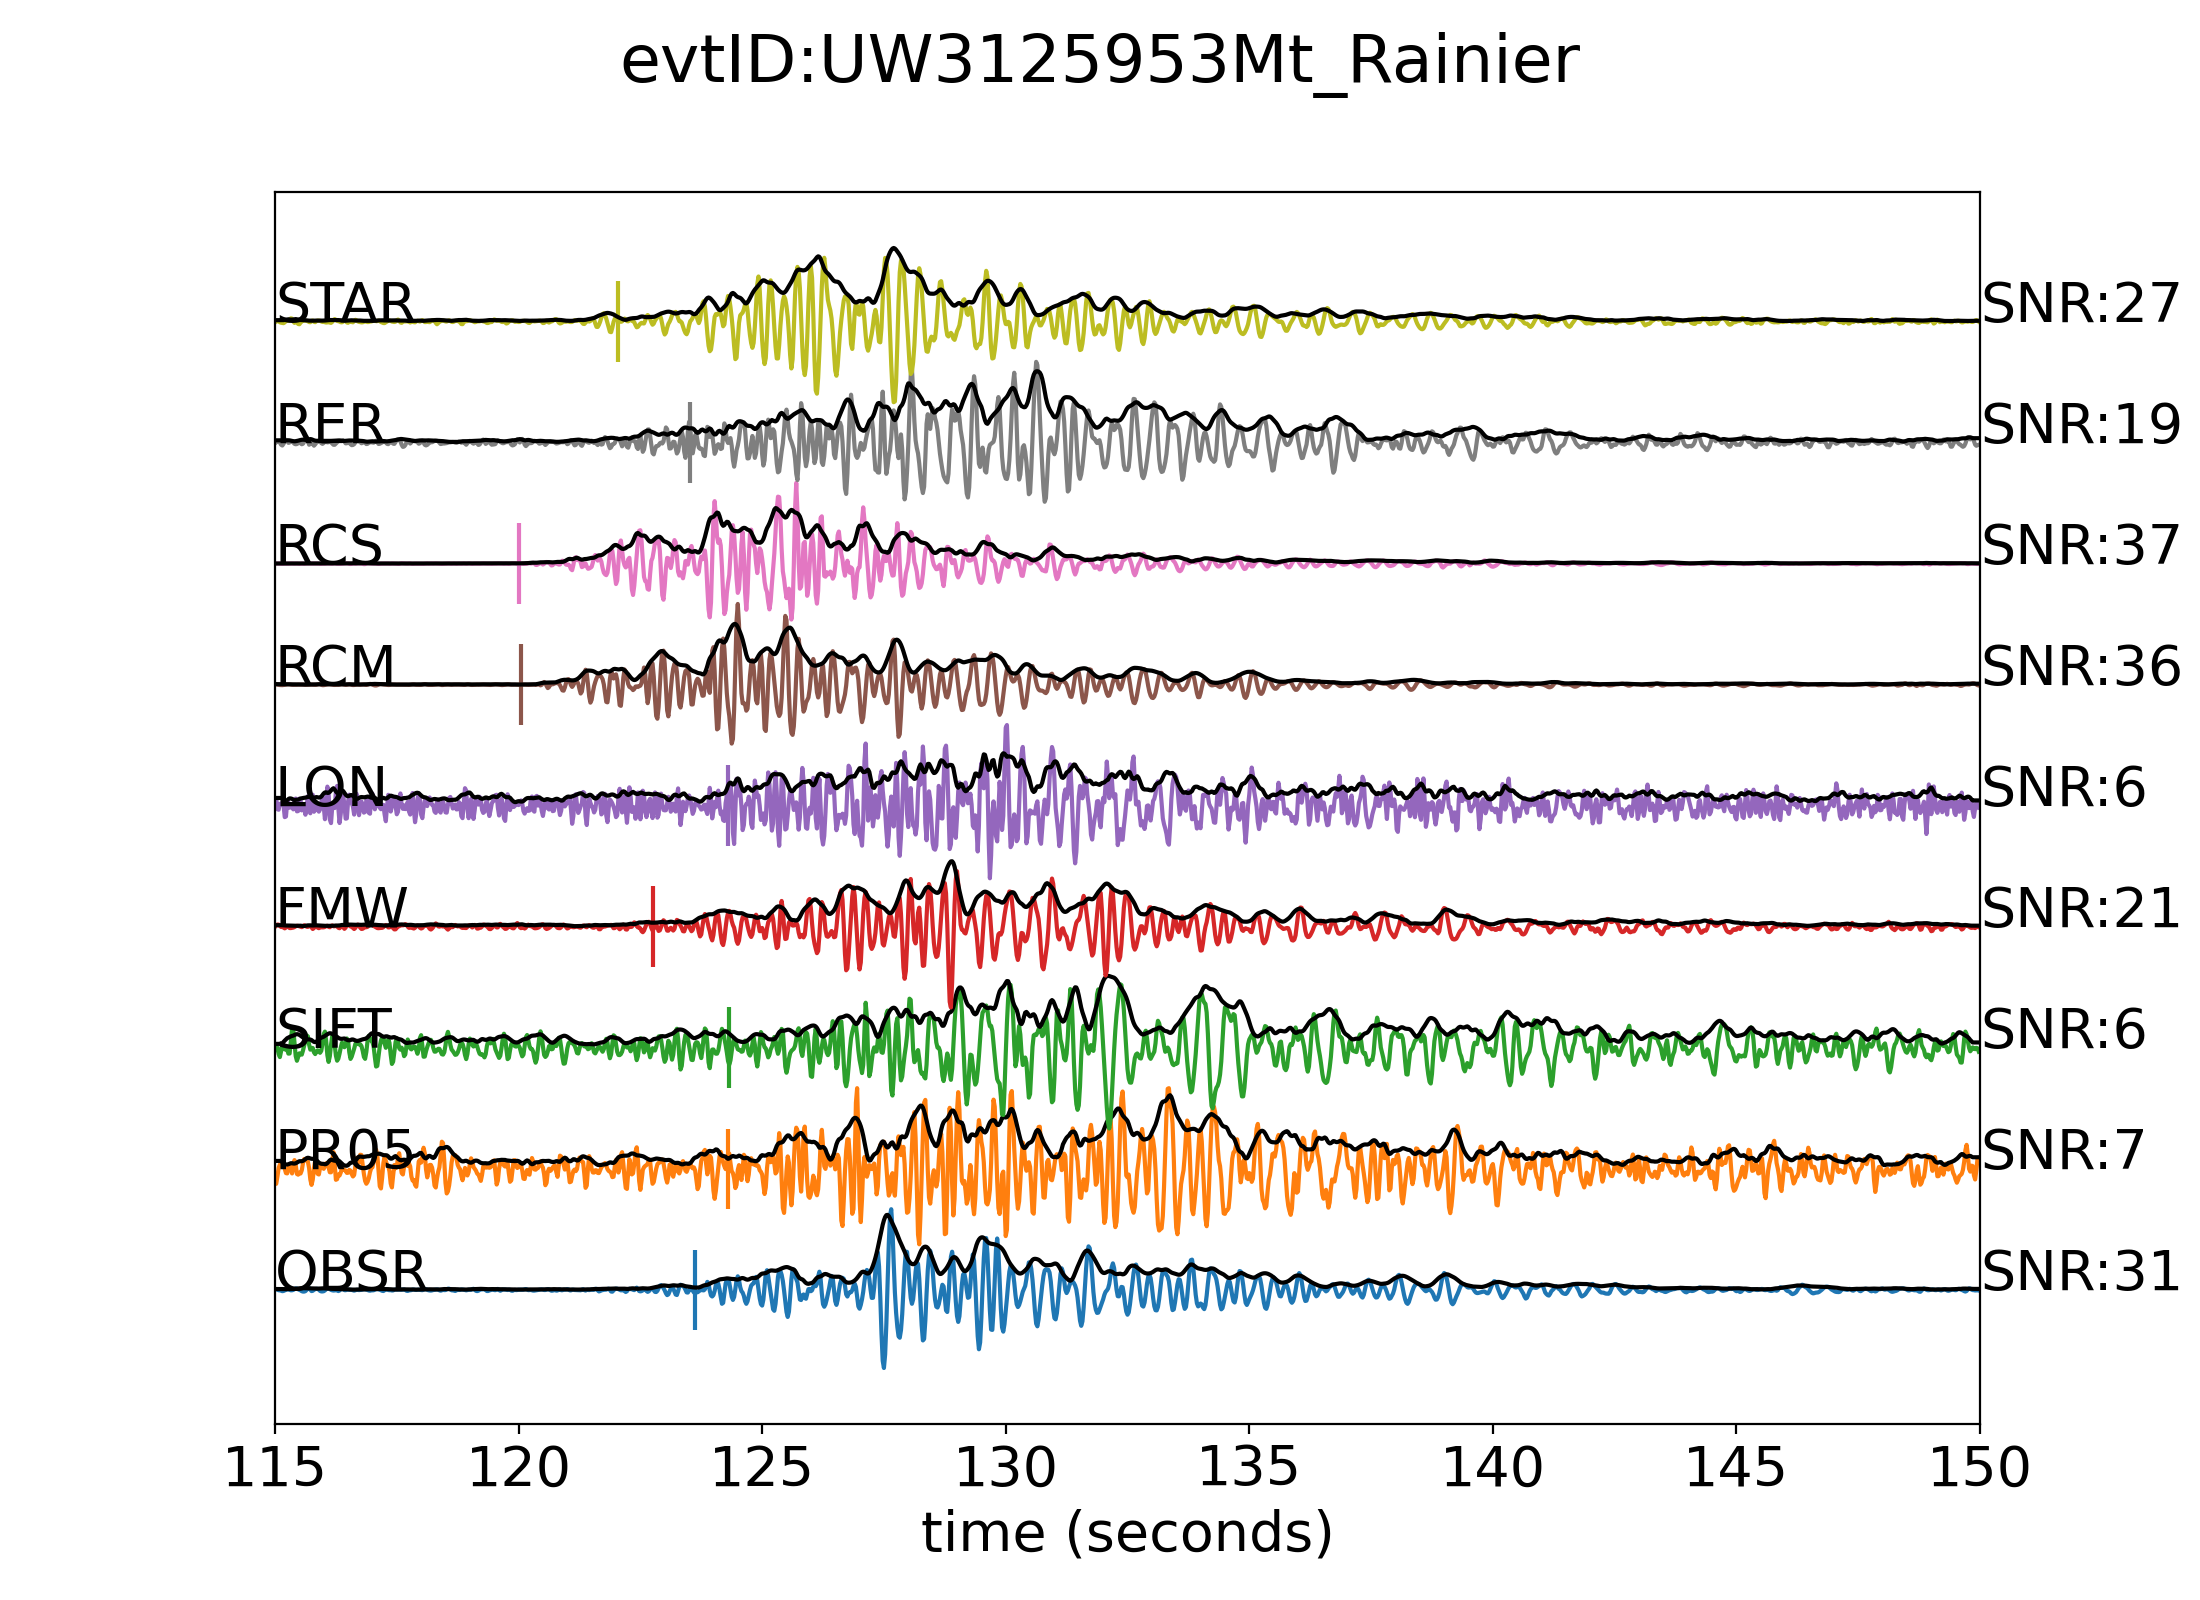 evtID:UW3125953Mt_Rainier
STAR SNR:27
RER SNR:19
RCS SNR:37
RCM SNR:36
LON SNR:6
FMW SNR:21
SIFT SNR:6
PR05 SNR:7
OBSR SNR:31
115 120 125 130 135 140 145 150
time (seconds)